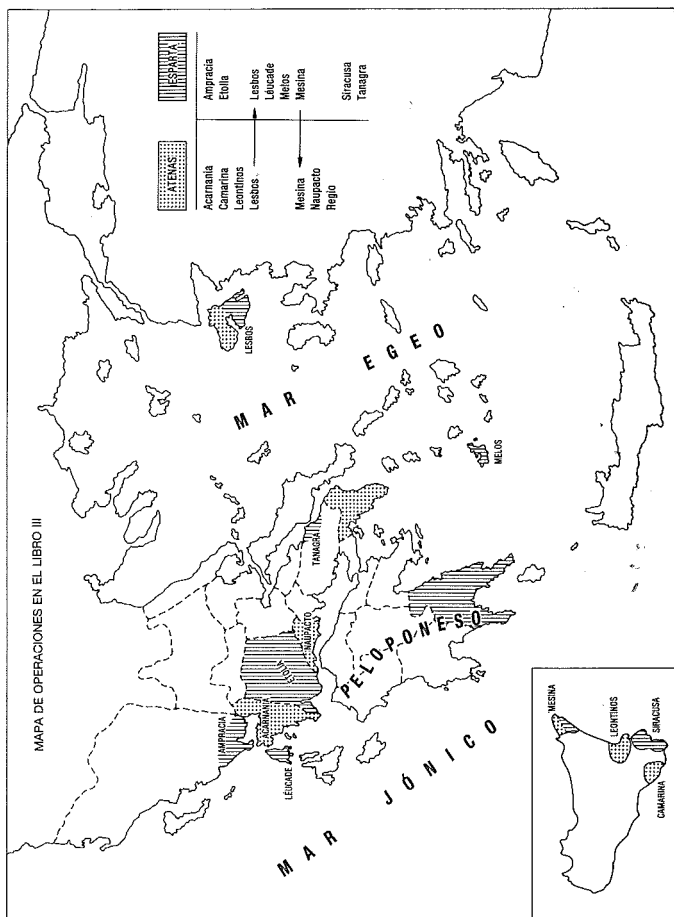 MAPA DE OPERACIONES EN EL LIBRO III
ATENAS
Acarnania
Camarina
Leontinos
Lesbos
Mesina
Naupacto
Regio
ESPARTA
Ampracia
Etolia
Lesbos
Léucade
Melos
Mesina
Siracusa
Tanagra
LESBOS
MAR EGEO
MELOS
TANAGRA
NAUPACTO
ETOLIA
ACARNANIA
AMPRACIA
LÉUCADE
PELOPONESO
MAR JÓNICO
MESINA
LEONTINOS
SIRACUSA
CAMARINA